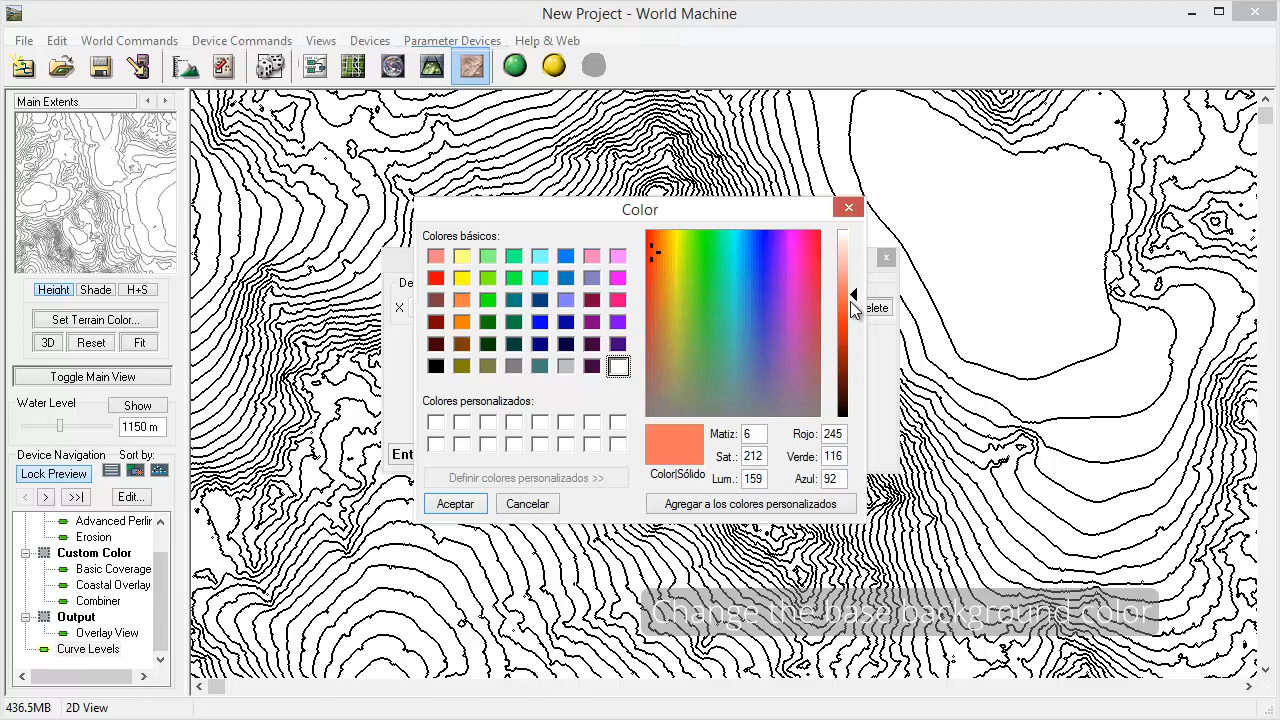 New Project - World Machine
File Edit World Commands Device Commands Views Devices Parameter Devices Help & Web
Main Extents
Height Shade H+S
Set Terrain Color...
3D Reset Fit
Toggle Main View
Water Level Show
1150 m
Device Navigation Sort by:
Lock Preview
Edit...
Advanced Perlin
Erosion
Custom Color
Basic Coverage
Coastal Overlay
Combiner
Output
Overlay View
Curve Levels
436.5MB 2D View
Color
Colores básicos:
Colores personalizados:
Definir colores personalizados >>
Aceptar Cancelar
Matiz: 6 Rojo: 245
Sat.: 212 Verde: 116
Color|Sólido
Lum.: 159 Azul: 92
Agregar a los colores personalizados
De
X
elete
Ent
Change the base background color